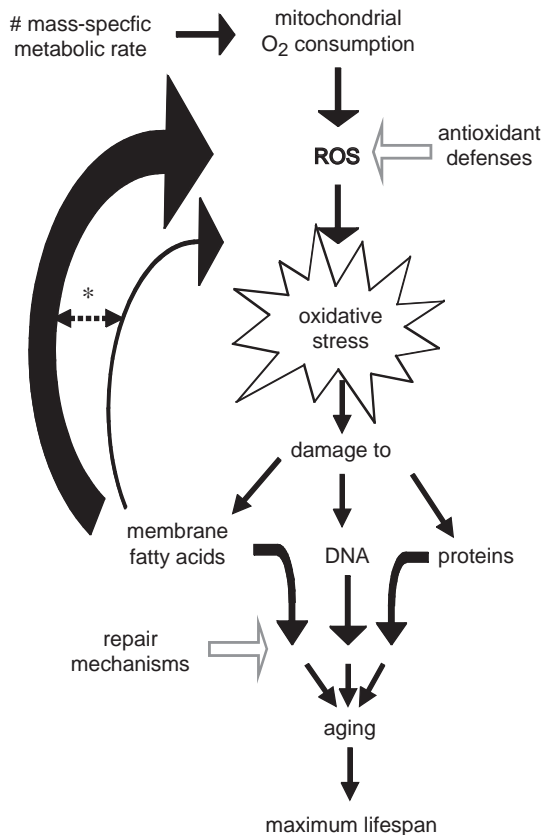 # mass-specfic
metabolic rate
mitochondrial
O2 consumption
ROS
antioxidant
defenses
*
oxidative
stress
damage to
membrane
fatty acids
DNA
proteins
repair
mechanisms
aging
maximum lifespan